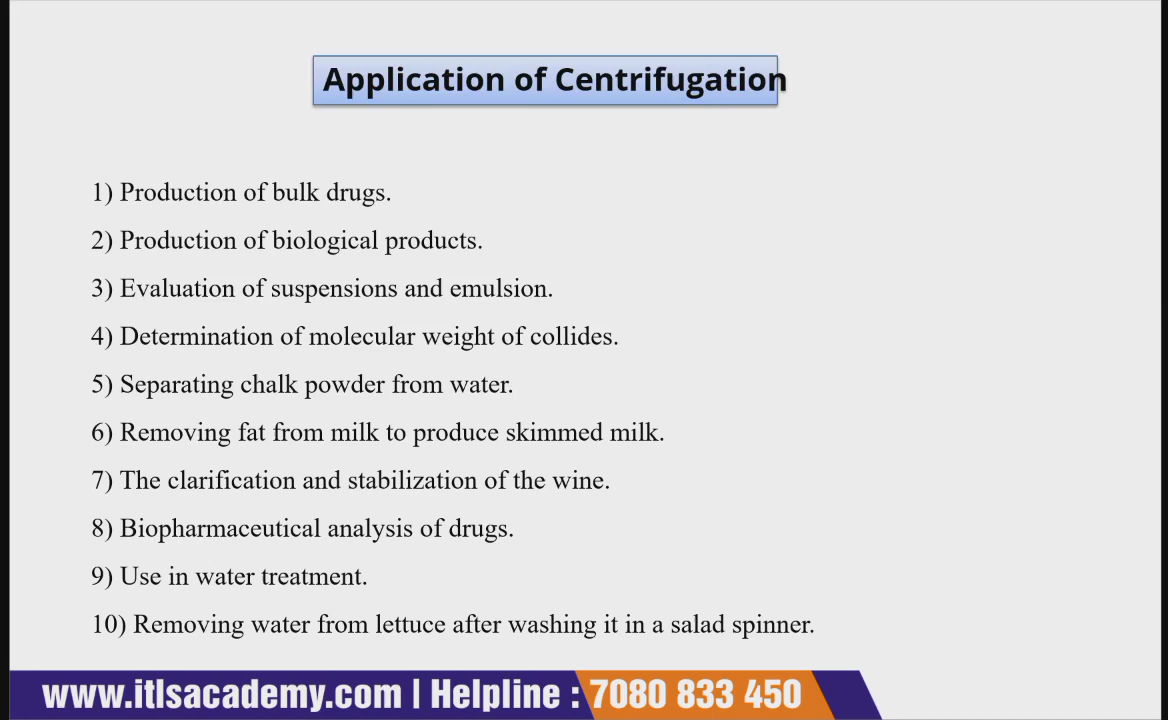 Application of Centrifugation
1) Production of bulk drugs.
2) Production of biological products.
3) Evaluation of suspensions and emulsion.
4) Determination of molecular weight of collides.
5) Separating chalk powder from water.
6) Removing fat from milk to produce skimmed milk.
7) The clarification and stabilization of the wine.
8) Biopharmaceutical analysis of drugs.
9) Use in water treatment.
10) Removing water from lettuce after washing it in a salad spinner.
www.itlsacademy.com | Helpline : 7080 833 450